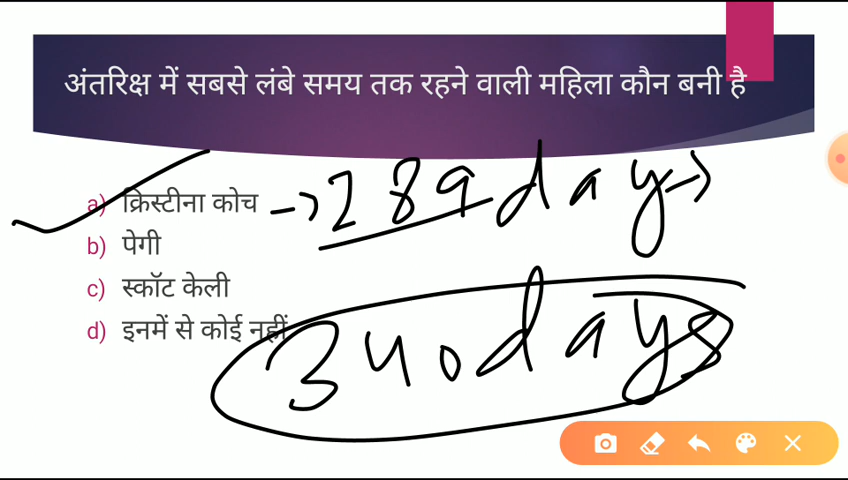 अंतरिक्ष में सबसे लंबे समय तक रहने वाली महिला कौन बनी है
a) क्रिस्टीना कोच → 289 days →
b) पेगी
c) स्कॉट केली
d) इनमें से कोई नहीं
340 days